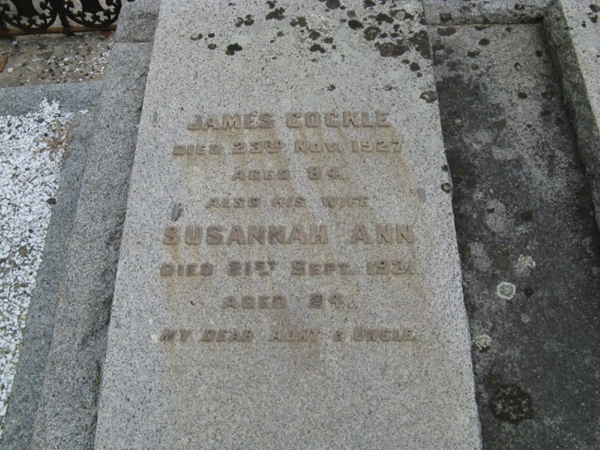 JAMES COCKLE
DIED 23RD NOV. 1927
AGED 84.
ALSO HIS WIFE
SUSANNAH ANN
DIED 21ST SEPT. 1931.
AGED 84.
MY DEAR AUNT & UNCLE.